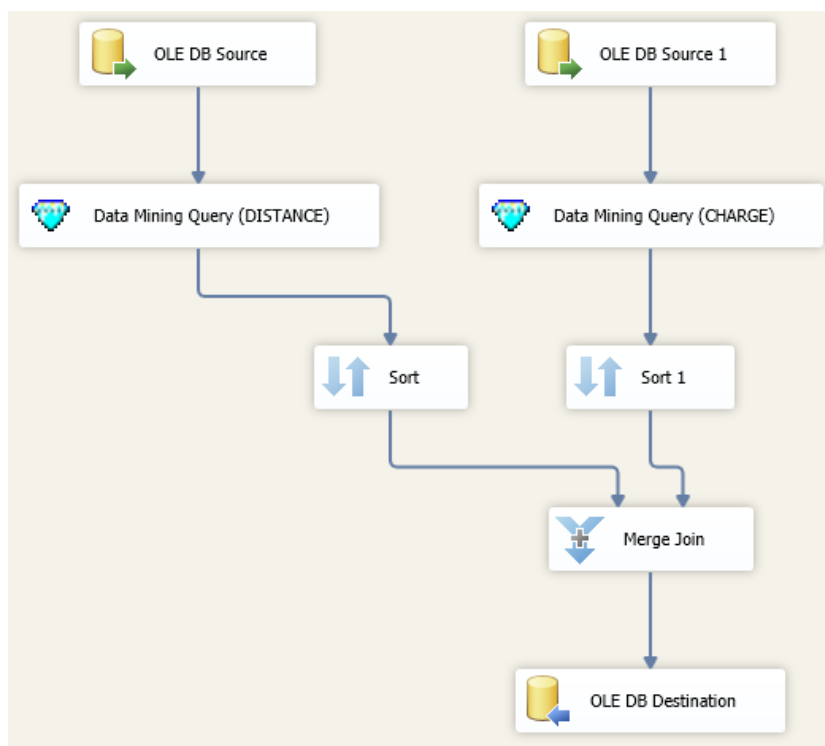 OLE DB Source
OLE DB Source 1
Data Mining Query (DISTANCE)
Data Mining Query (CHARGE)
Sort
Sort 1
Merge Join
OLE DB Destination